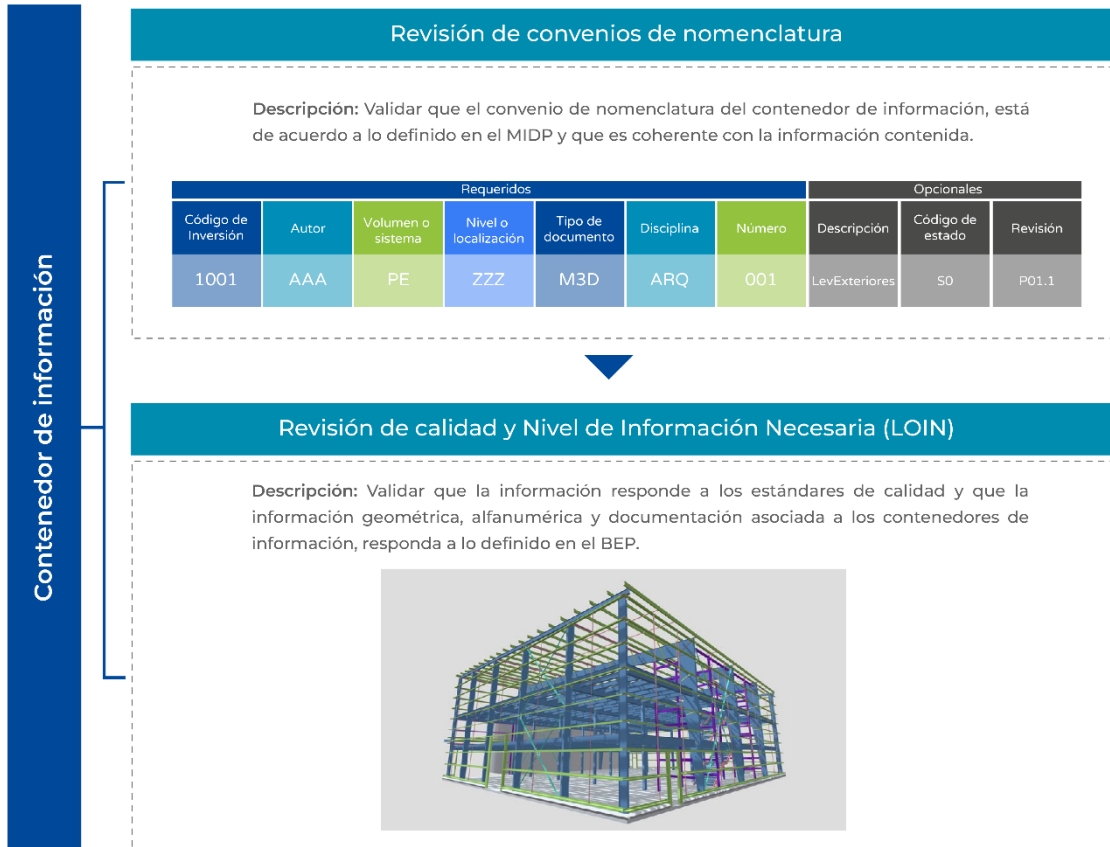 Contenedor de información
Revisión de convenios de nomenclatura
Descripción: Validar que el convenio de nomenclatura del contenedor de información, está
de acuerdo a lo definido en el MIDP y que es coherente con la información contenida.
Requeridos
Opcionales
Código de
Inversión
Autor
Volumen o
sistema
Nivel o
localización
Tipo de
documento
Disciplina
Número
Descripción
Código de
estado
Revisión
1001
AAA
PE
ZZZ
M3D
ARQ
001
LevExteriores
S0
P01.1
Revisión de calidad y Nivel de Información Necesaria (LOIN)
Descripción: Validar que la información responde a los estándares de calidad y que la
información geométrica, alfanumérica y documentación asociada a los contenedores de
información, responda a lo definido en el BEP.